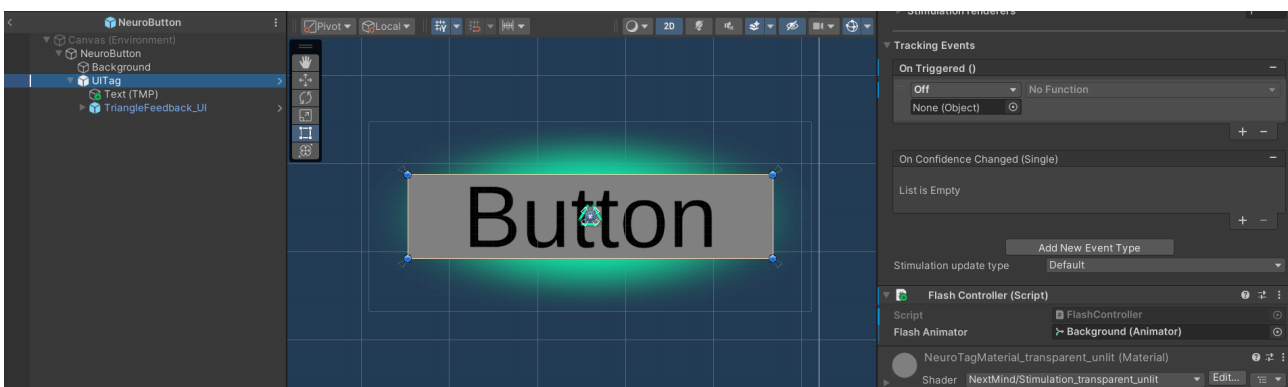 NeuroButton
Canvas (Environment)
NeuroButton
Background
UITag
Text (TMP)
TriangleFeedback_UI
Pivot
Local
2D
Button
Stimulation renderers
Tracking Events
On Triggered ()
Off
No Function
None (Object)
On Confidence Changed (Single)
List is Empty
Add New Event Type
Stimulation update type
Default
Flash Controller (Script)
Script
FlashController
Flash Animator
Background (Animator)
NeuroTagMaterial_transparent_unlit (Material)
Shader
NextMind/Stimulation_transparent_unlit
Edit...